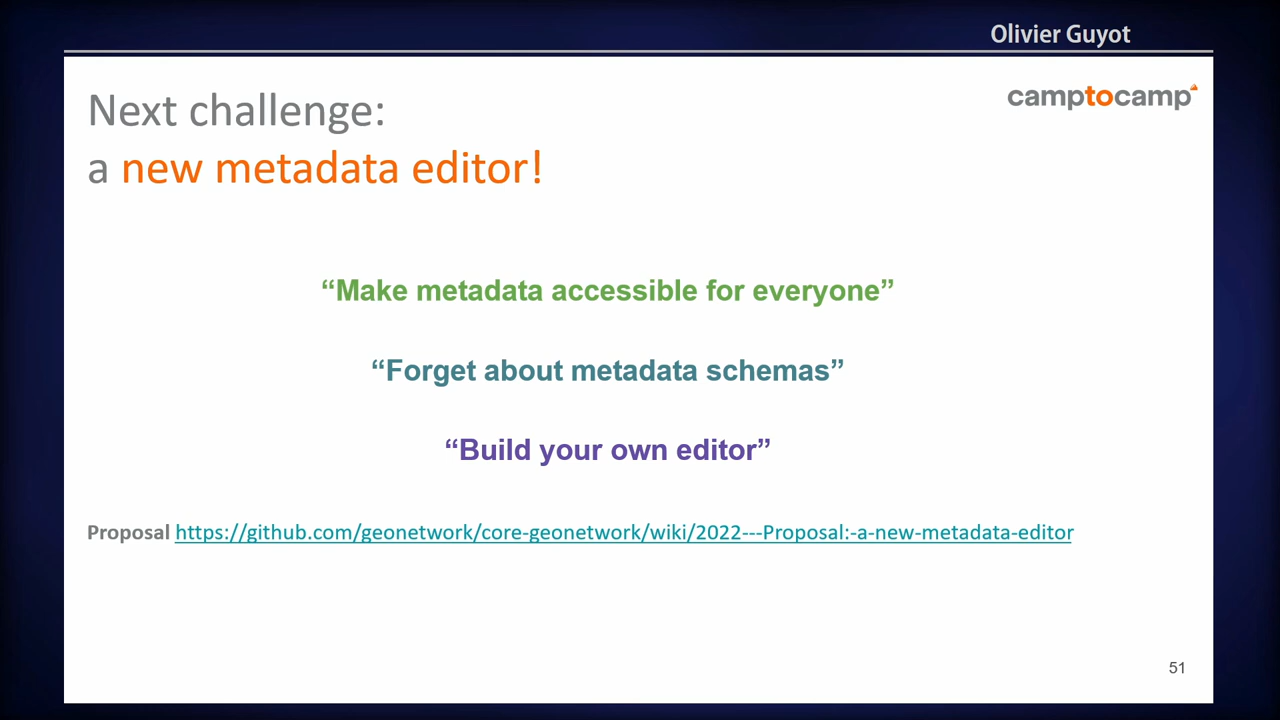 Olivier Guyot
camptocamp
Next challenge:
a new metadata editor!
“Make metadata accessible for everyone”
“Forget about metadata schemas”
“Build your own editor”
Proposal https://github.com/geonetwork/core-geonetwork/wiki/2022---Proposal:-a-new-metadata-editor
51